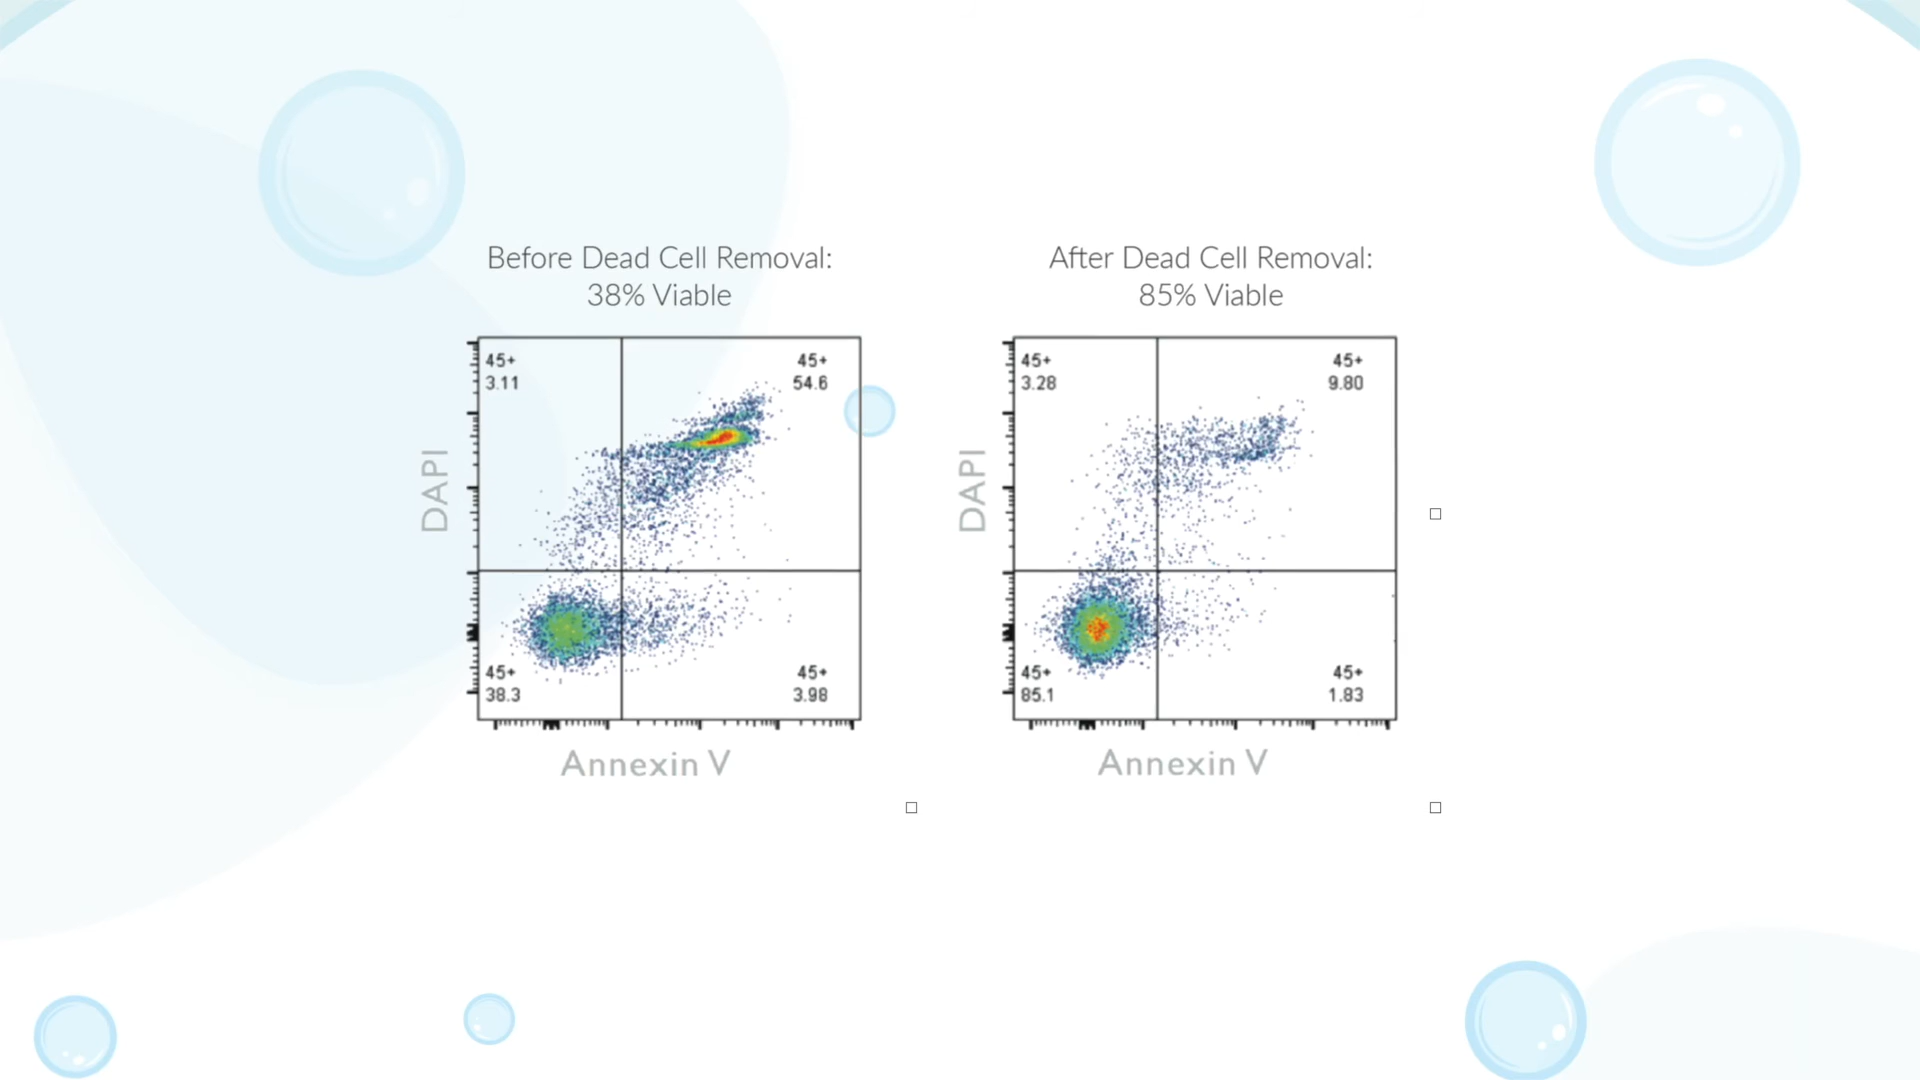 Before Dead Cell Removal:
38% Viable
45+
3.11
45+
54.6
DAPI
45+
38.3
45+
3.98
Annexin V
After Dead Cell Removal:
85% Viable
45+
3.28
45+
9.80
DAPI
45+
85.1
45+
1.83
Annexin V